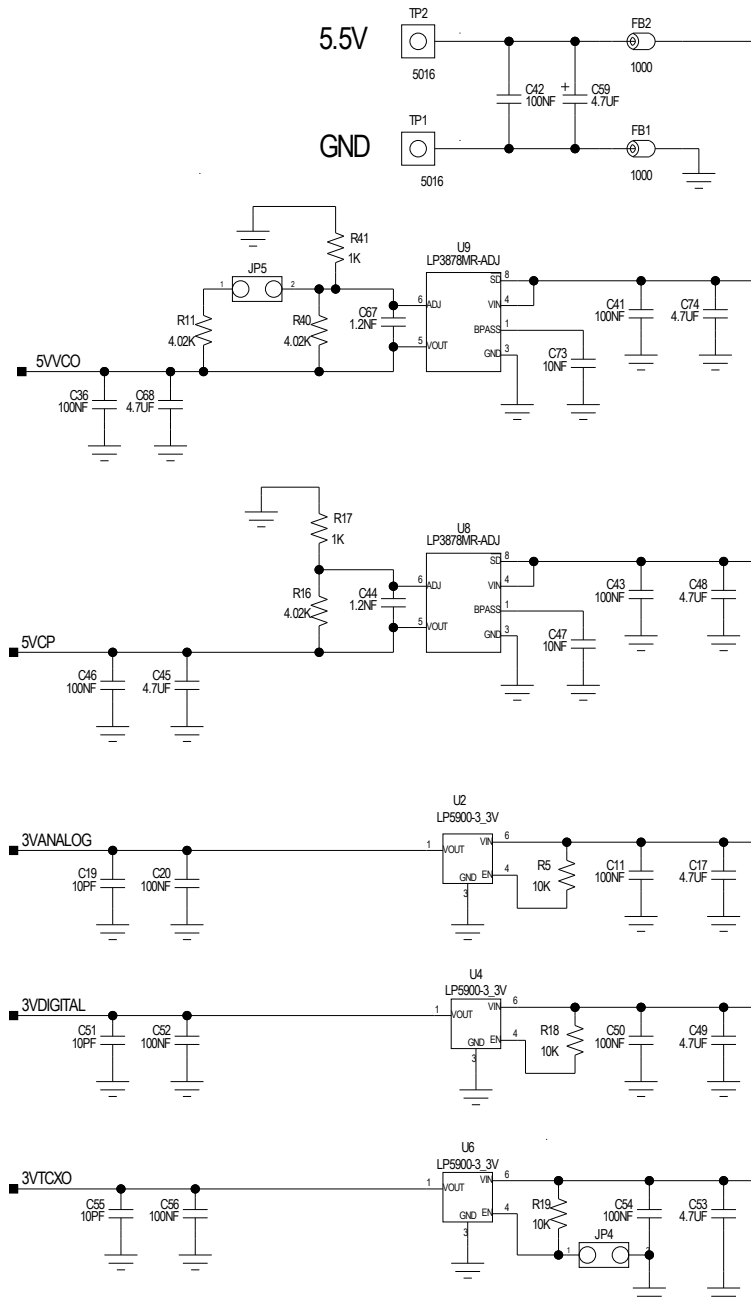 5.5V
TP2
5016
C42
100NF
+
C59
4.7UF
FB2
1000
GND
TP1
5016
FB1
1000
R41
1K
JP5
1
2
R11
4.02K
R40
4.02K
C67
1.2NF
U9
LP3878MR-ADJ
6
ADJ
5
VOUT
SD
8
VIN
4
BPASS
1
GND
3
C73
10NF
C41
100NF
C74
4.7UF
5VVCO
C36
100NF
C68
4.7UF
R17
1K
R16
4.02K
C44
1.2NF
U8
LP3878MR-ADJ
6
ADJ
5
VOUT
SD
8
VIN
4
BPASS
1
GND
3
C47
10NF
C43
100NF
C48
4.7UF
5VCP
C46
100NF
C45
4.7UF
3VANALOG
C19
10PF
C20
100NF
U2
LP5900-3_3V
1
VOUT
VIN
6
EN
4
GND
3
R5
10K
C11
100NF
C17
4.7UF
3VDIGITAL
C51
10PF
C52
100NF
U4
LP5900-3_3V
1
VOUT
VIN
6
GND
EN
4
3
R18
10K
C50
100NF
C49
4.7UF
3VTCXO
C55
10PF
C56
100NF
U6
LP5900-3_3V
1
VOUT
VIN
6
GND
EN
4
3
R19
10K
JP4
1
C54
100NF
C53
4.7UF